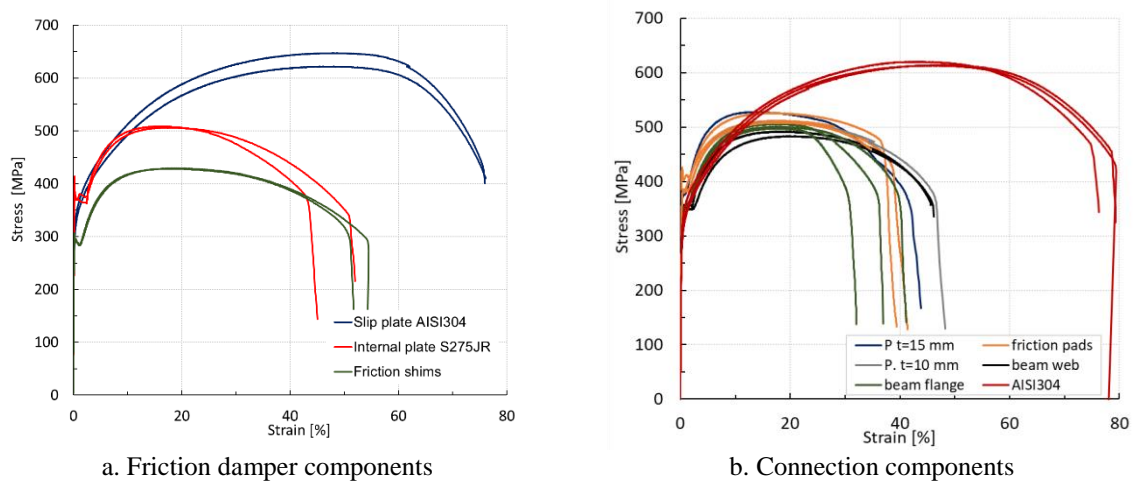 700
600
500
400
300
200
100
0
Stress [MPa]
Slip plate AISI304
Internal plate S275JR
Friction shims
0 20 40 60 80
Strain [%]
a. Friction damper components
700
600
500
400
300
200
100
0
Stress [MPa]
P t=15 mm friction pads
P. t=10 mm beam web
beam flange AISI304
0 20 40 60 80
Strain [%]
b. Connection components